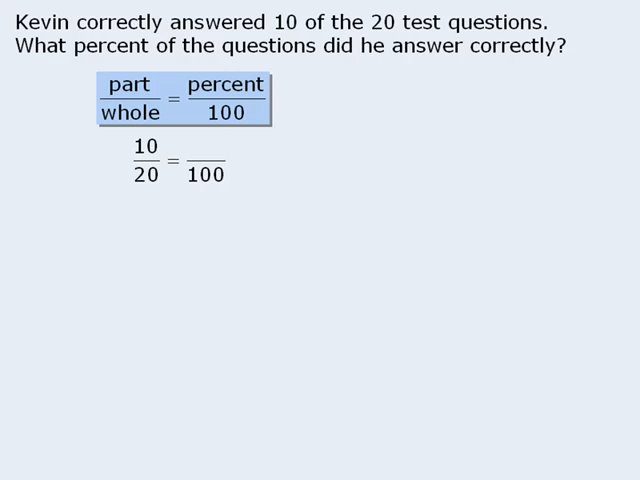 Kevin correctly answered 10 of the 20 test questions.
What percent of the questions did he answer correctly?
part percent
=
whole 100
10
=
20 100